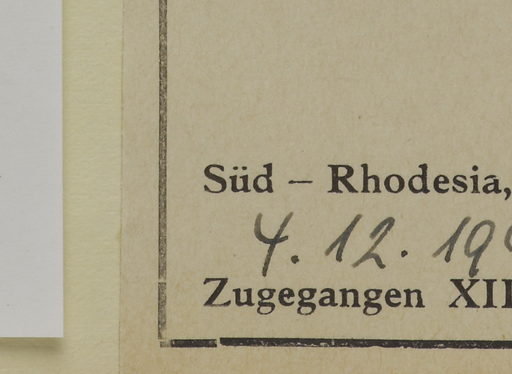 Süd – Rhodesia,
4. 12. 19
Zugegangen XII